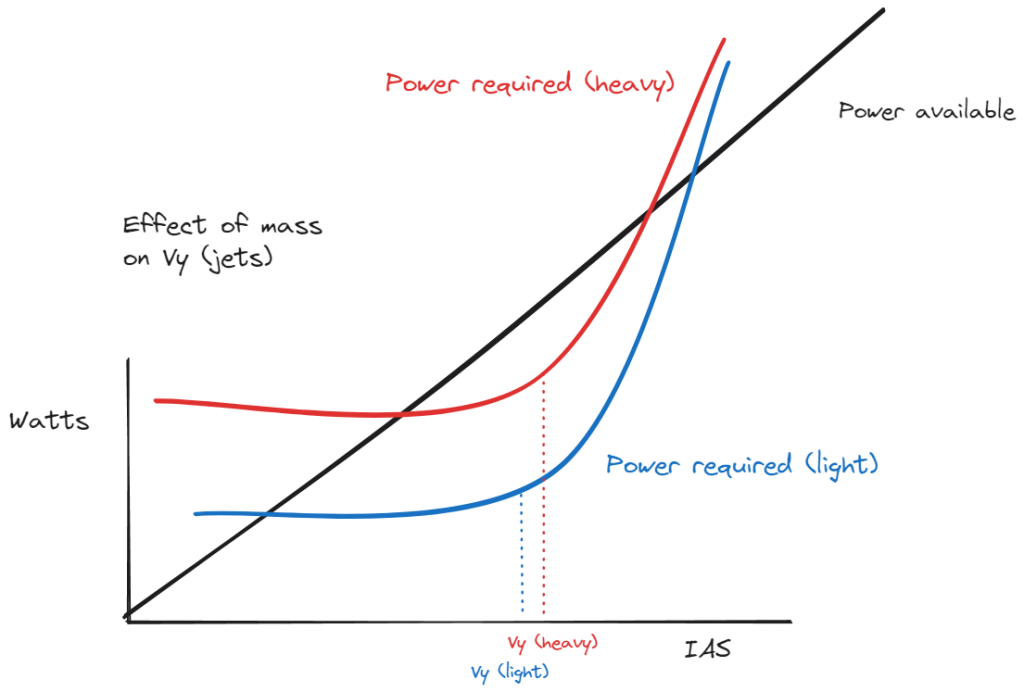 Power required (heavy)
Power available
Effect of mass
on Vy (jets)
Watts
Power required (light)
Vy (heavy)
IAS
Vy (light)